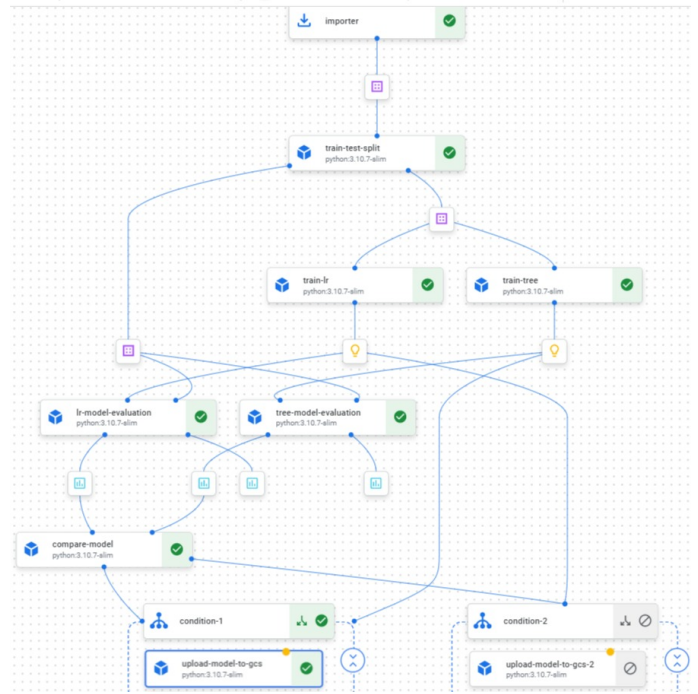 importer
train-test-split
python:3.10.7-slim
train-lr
python:3.10.7-slim
train-tree
python:3.10.7-slim
lr-model-evaluation
python:3.10.7-slim
tree-model-evaluation
python:3.10.7-slim
compare-model
python:3.10.7-slim
condition-1
condition-2
upload-model-to-gcs
python:3.10.7-slim
upload-model-to-gcs-2
python:3.10.7-slim